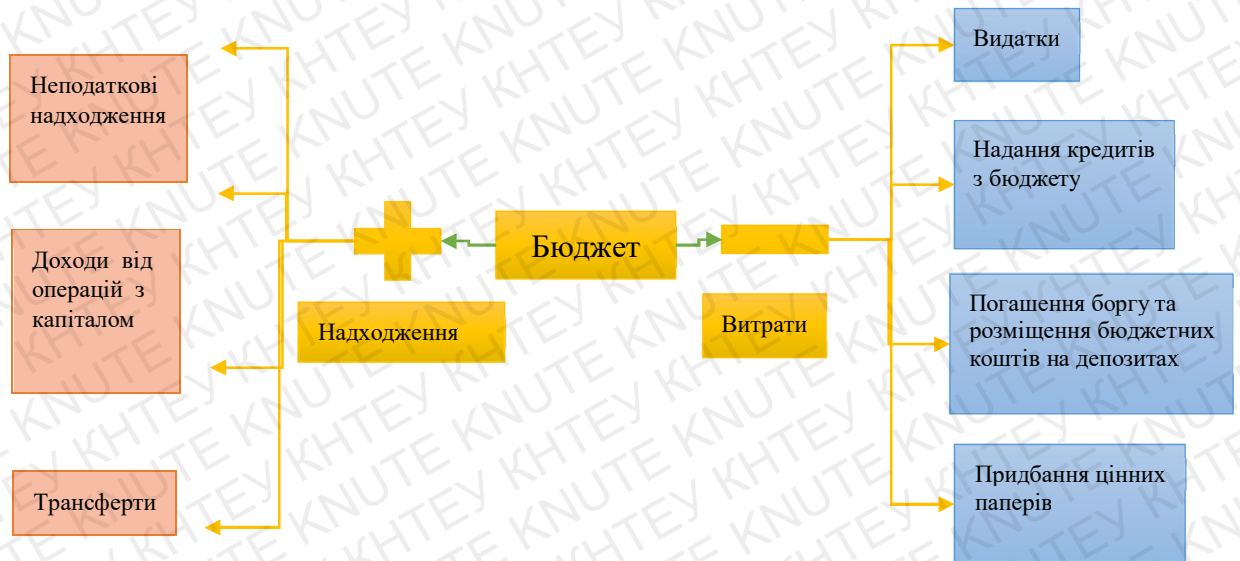 Неподаткові
надходження
Доходи від
операцій з
капіталом
Трансферти
Бюджет
Надходження
Витрати
Видатки
Надання кредитів
з бюджету
Погашення боргу та
розміщення бюджетних
коштів на депозитах
Придбання цінних
паперів